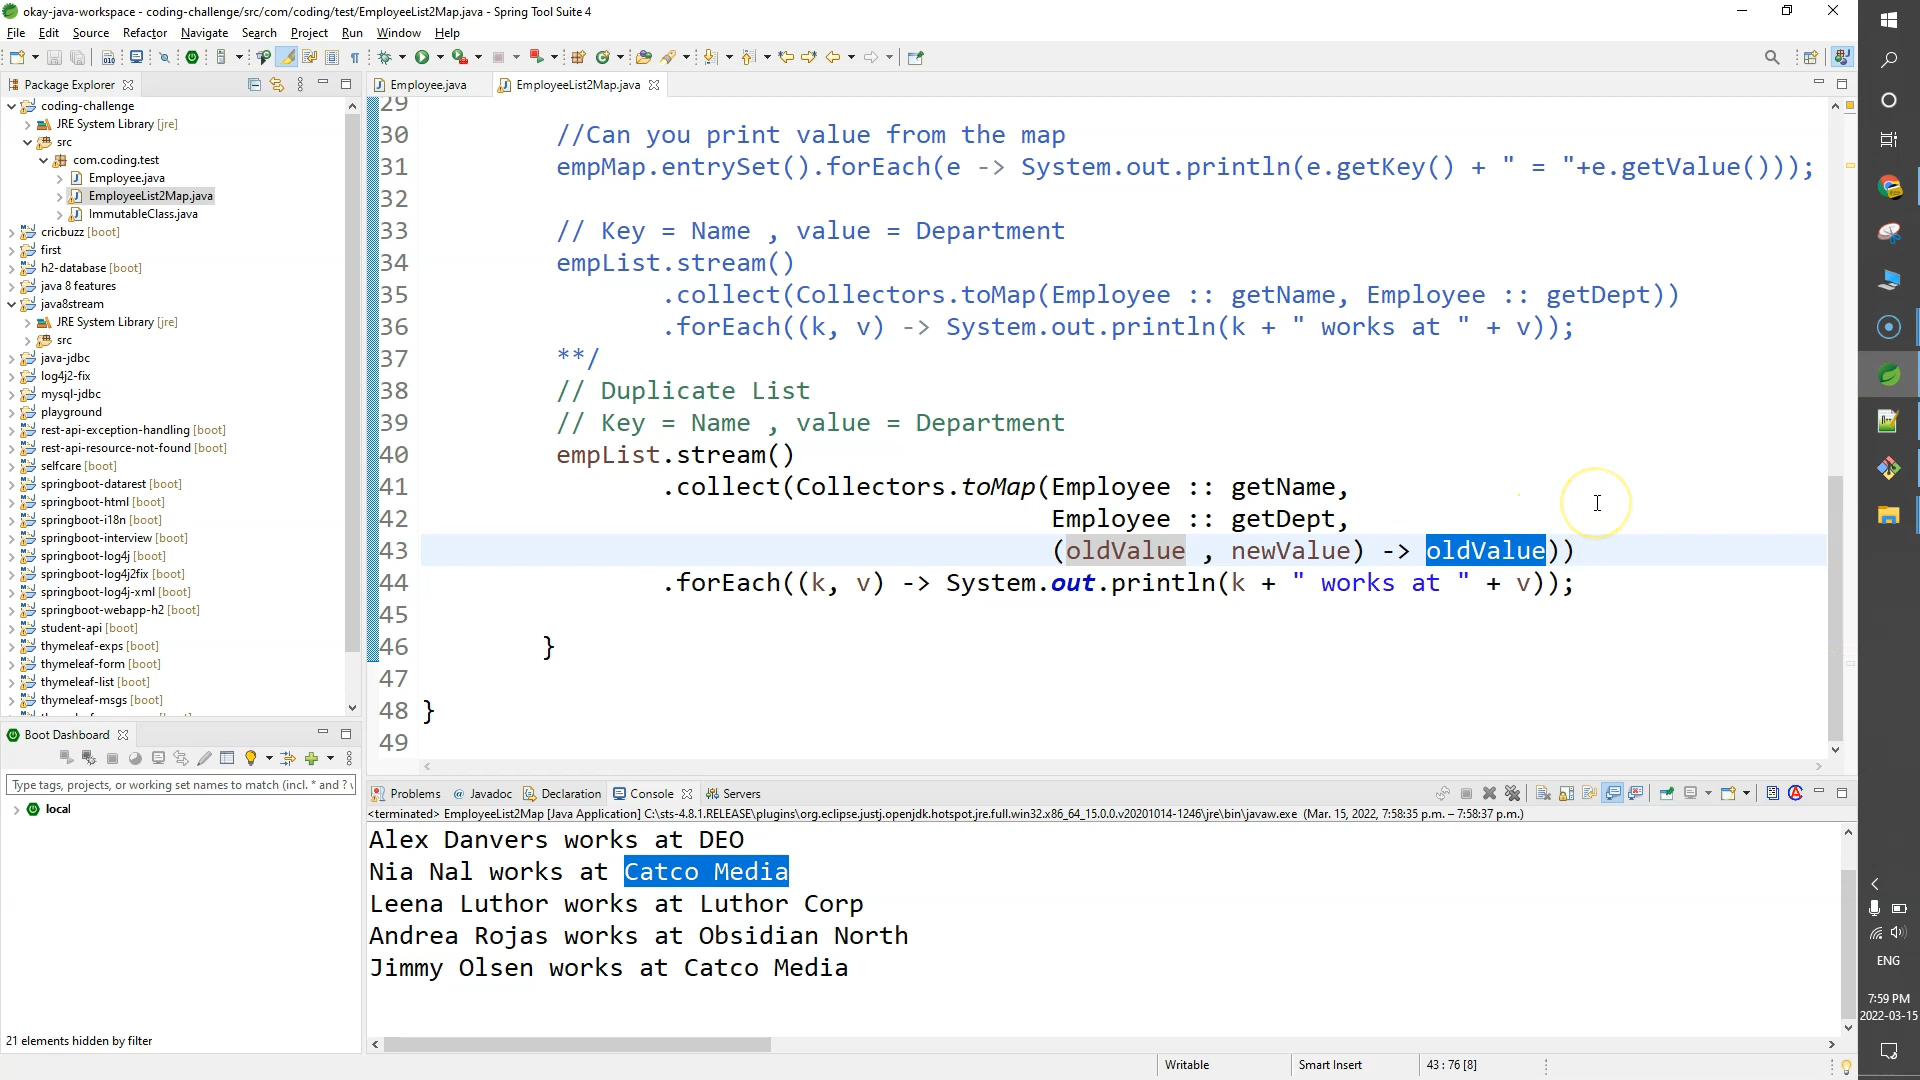 okay-java-workspace - coding-challenge/src/com/coding/test/EmployeeList2Map.java - Spring Tool Suite 4
File Edit Source Refactor Navigate Search Project Run Window Help
Package Explorer
Employee.java
EmployeeList2Map.java
coding-challenge
JRE System Library [jre]
src
com.coding.test
Employee.java
EmployeeList2Map.java
ImmutableClass.java
cricbuzz [boot]
first
h2-database [boot]
java 8 features
java8stream
JRE System Library [jre]
src
java-jdbc
log4j2-fix
mysql-jdbc
playground
rest-api-exception-handling [boot]
rest-api-resource-not-found [boot]
selfcare [boot]
springboot-datarest [boot]
springboot-html [boot]
springboot-i18n [boot]
springboot-interview [boot]
springboot-log4j [boot]
springboot-log4j2fix [boot]
springboot-log4j-xml [boot]
springboot-webapp-h2 [boot]
student-api [boot]
thymeleaf-exps [boot]
thymeleaf-form [boot]
thymeleaf-list [boot]
thymeleaf-msgs [boot]
29
30 //Can you print value from the map
31 empMap.entrySet().forEach(e -> System.out.println(e.getKey() + " = "+e.getValue()));
32
33 // Key = Name , value = Department
34 empList.stream()
35 .collect(Collectors.toMap(Employee :: getName, Employee :: getDept))
36 .forEach((k, v) -> System.out.println(k + " works at " + v));
37 **/
38 // Duplicate List
39 // Key = Name , value = Department
40 empList.stream()
41 .collect(Collectors.toMap(Employee :: getName,
42 Employee :: getDept,
43 (oldValue , newValue) -> oldValue))
44 .forEach((k, v) -> System.out.println(k + " works at " + v));
45
46 }
47
48 }
49
Boot Dashboard
Type tags, projects, or working set names to match (incl. * and ?
local
21 elements hidden by filter
Problems Javadoc Declaration Console Servers
<terminated> EmployeeList2Map [Java Application] C:\sts-4.8.1.RELEASE\plugins\org.eclipse.justj.openjdk.hotspot.jre.full.win32.x86_64_15.0.0.v20201014-1246\jre\bin\javaw.exe (Mar. 15, 2022, 7:58:35 p.m. – 7:58:37 p.m.)
Alex Danvers works at DEO
Nia Nal works at Catco Media
Leena Luthor works at Luthor Corp
Andrea Rojas works at Obsidian North
Jimmy Olsen works at Catco Media
Writable
Smart Insert
43 : 76 [8]
ENG
7:59 PM
2022-03-15